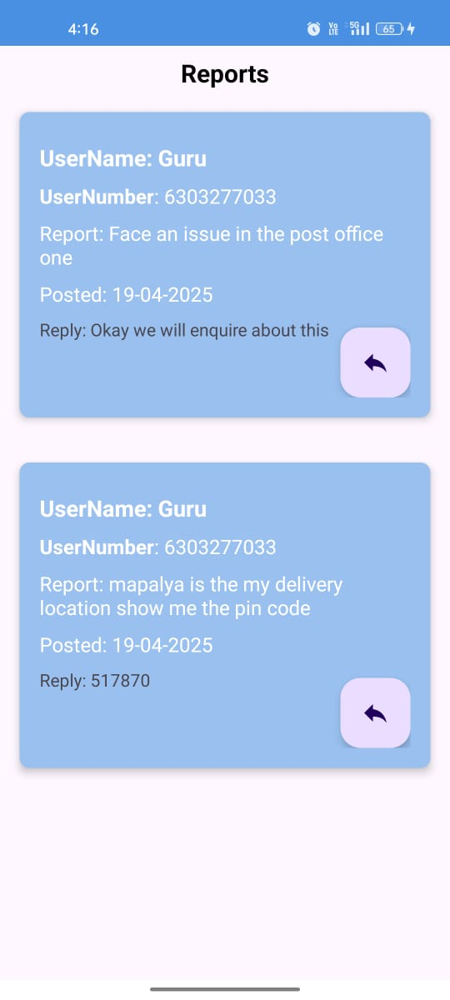 4:16
Vo LTE 5G 65
Reports
UserName: Guru
UserNumber: 6303277033
Report: Face an issue in the post office
one
Posted: 19-04-2025
Reply: Okay we will enquire about this
UserName: Guru
UserNumber: 6303277033
Report: mapalya is the my delivery
location show me the pin code
Posted: 19-04-2025
Reply: 517870